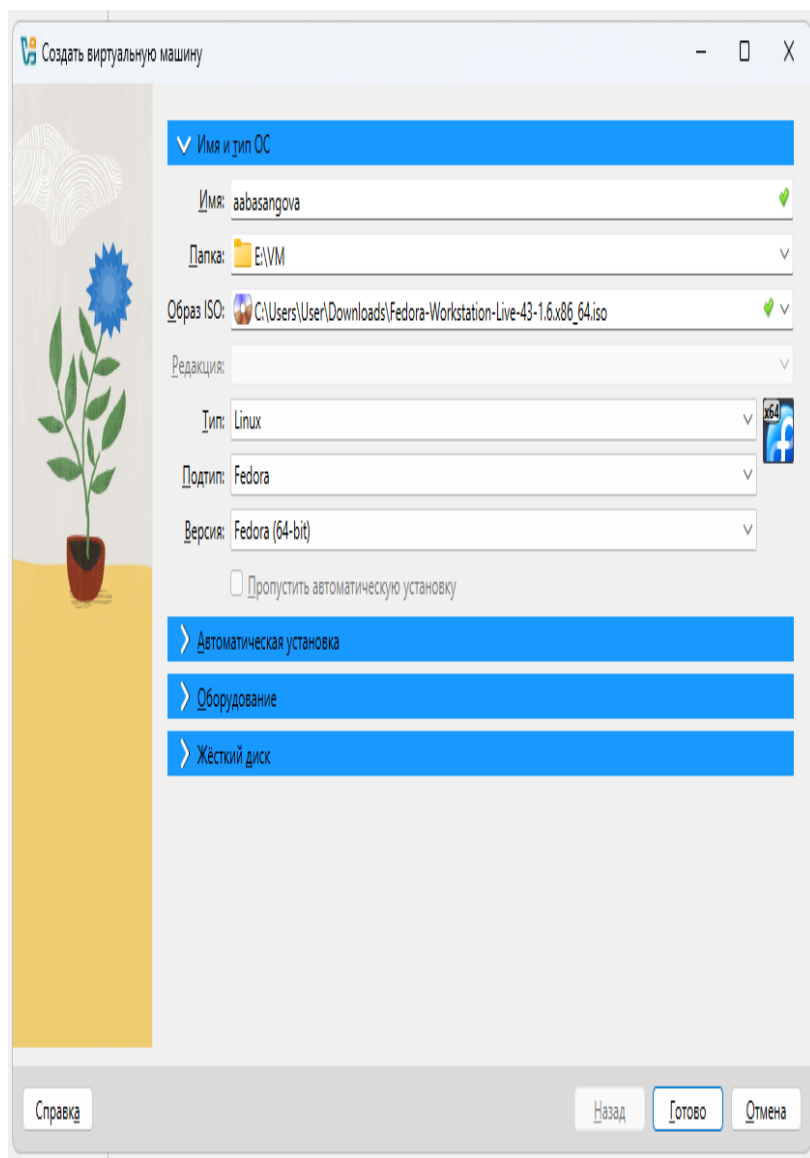 Создать виртуальную машину
Имя и тип ОС
Имя: aabasangova
Папка: E:\VM
Образ ISO: C:\Users\User\Downloads\Fedora-Workstation-Live-43-1.6.x86_64.iso
Редакция:
Тип: Linux
x64
Подтип: Fedora
Версия: Fedora (64-bit)
Пропустить автоматическую установку
Автоматическая установка
Оборудование
Жёсткий диск
Справка Назад Готово Отмена